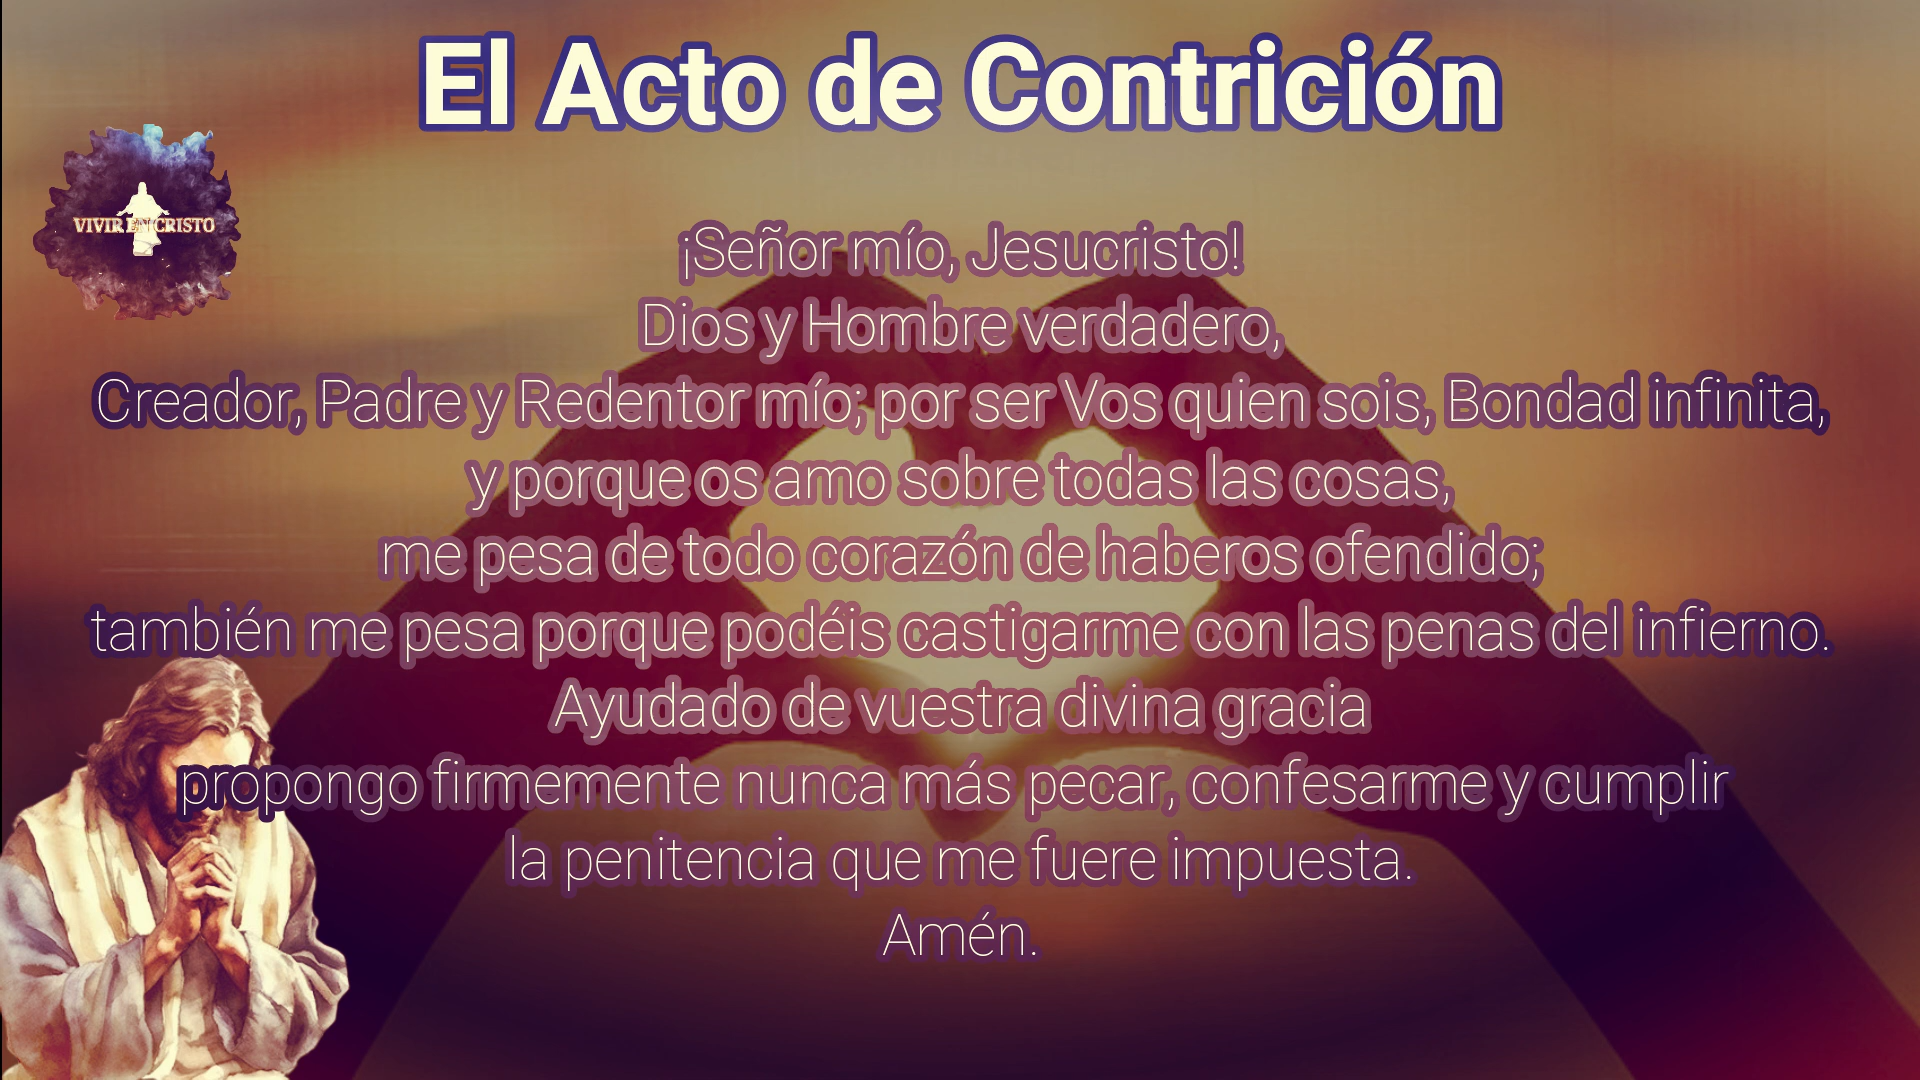 El Acto de Contrición
VIVIR EN CRISTO
¡Señor mío, Jesucristo!
Dios y Hombre verdadero,
Creador, Padre y Redentor mío; por ser Vos quien sois, Bondad infinita,
y porque os amo sobre todas las cosas,
me pesa de todo corazón de haberos ofendido;
también me pesa porque podéis castigarme con las penas del infierno.
Ayudado de vuestra divina gracia
propongo firmemente nunca más pecar, confesarme y cumplir
la penitencia que me fuere impuesta.
Amén.